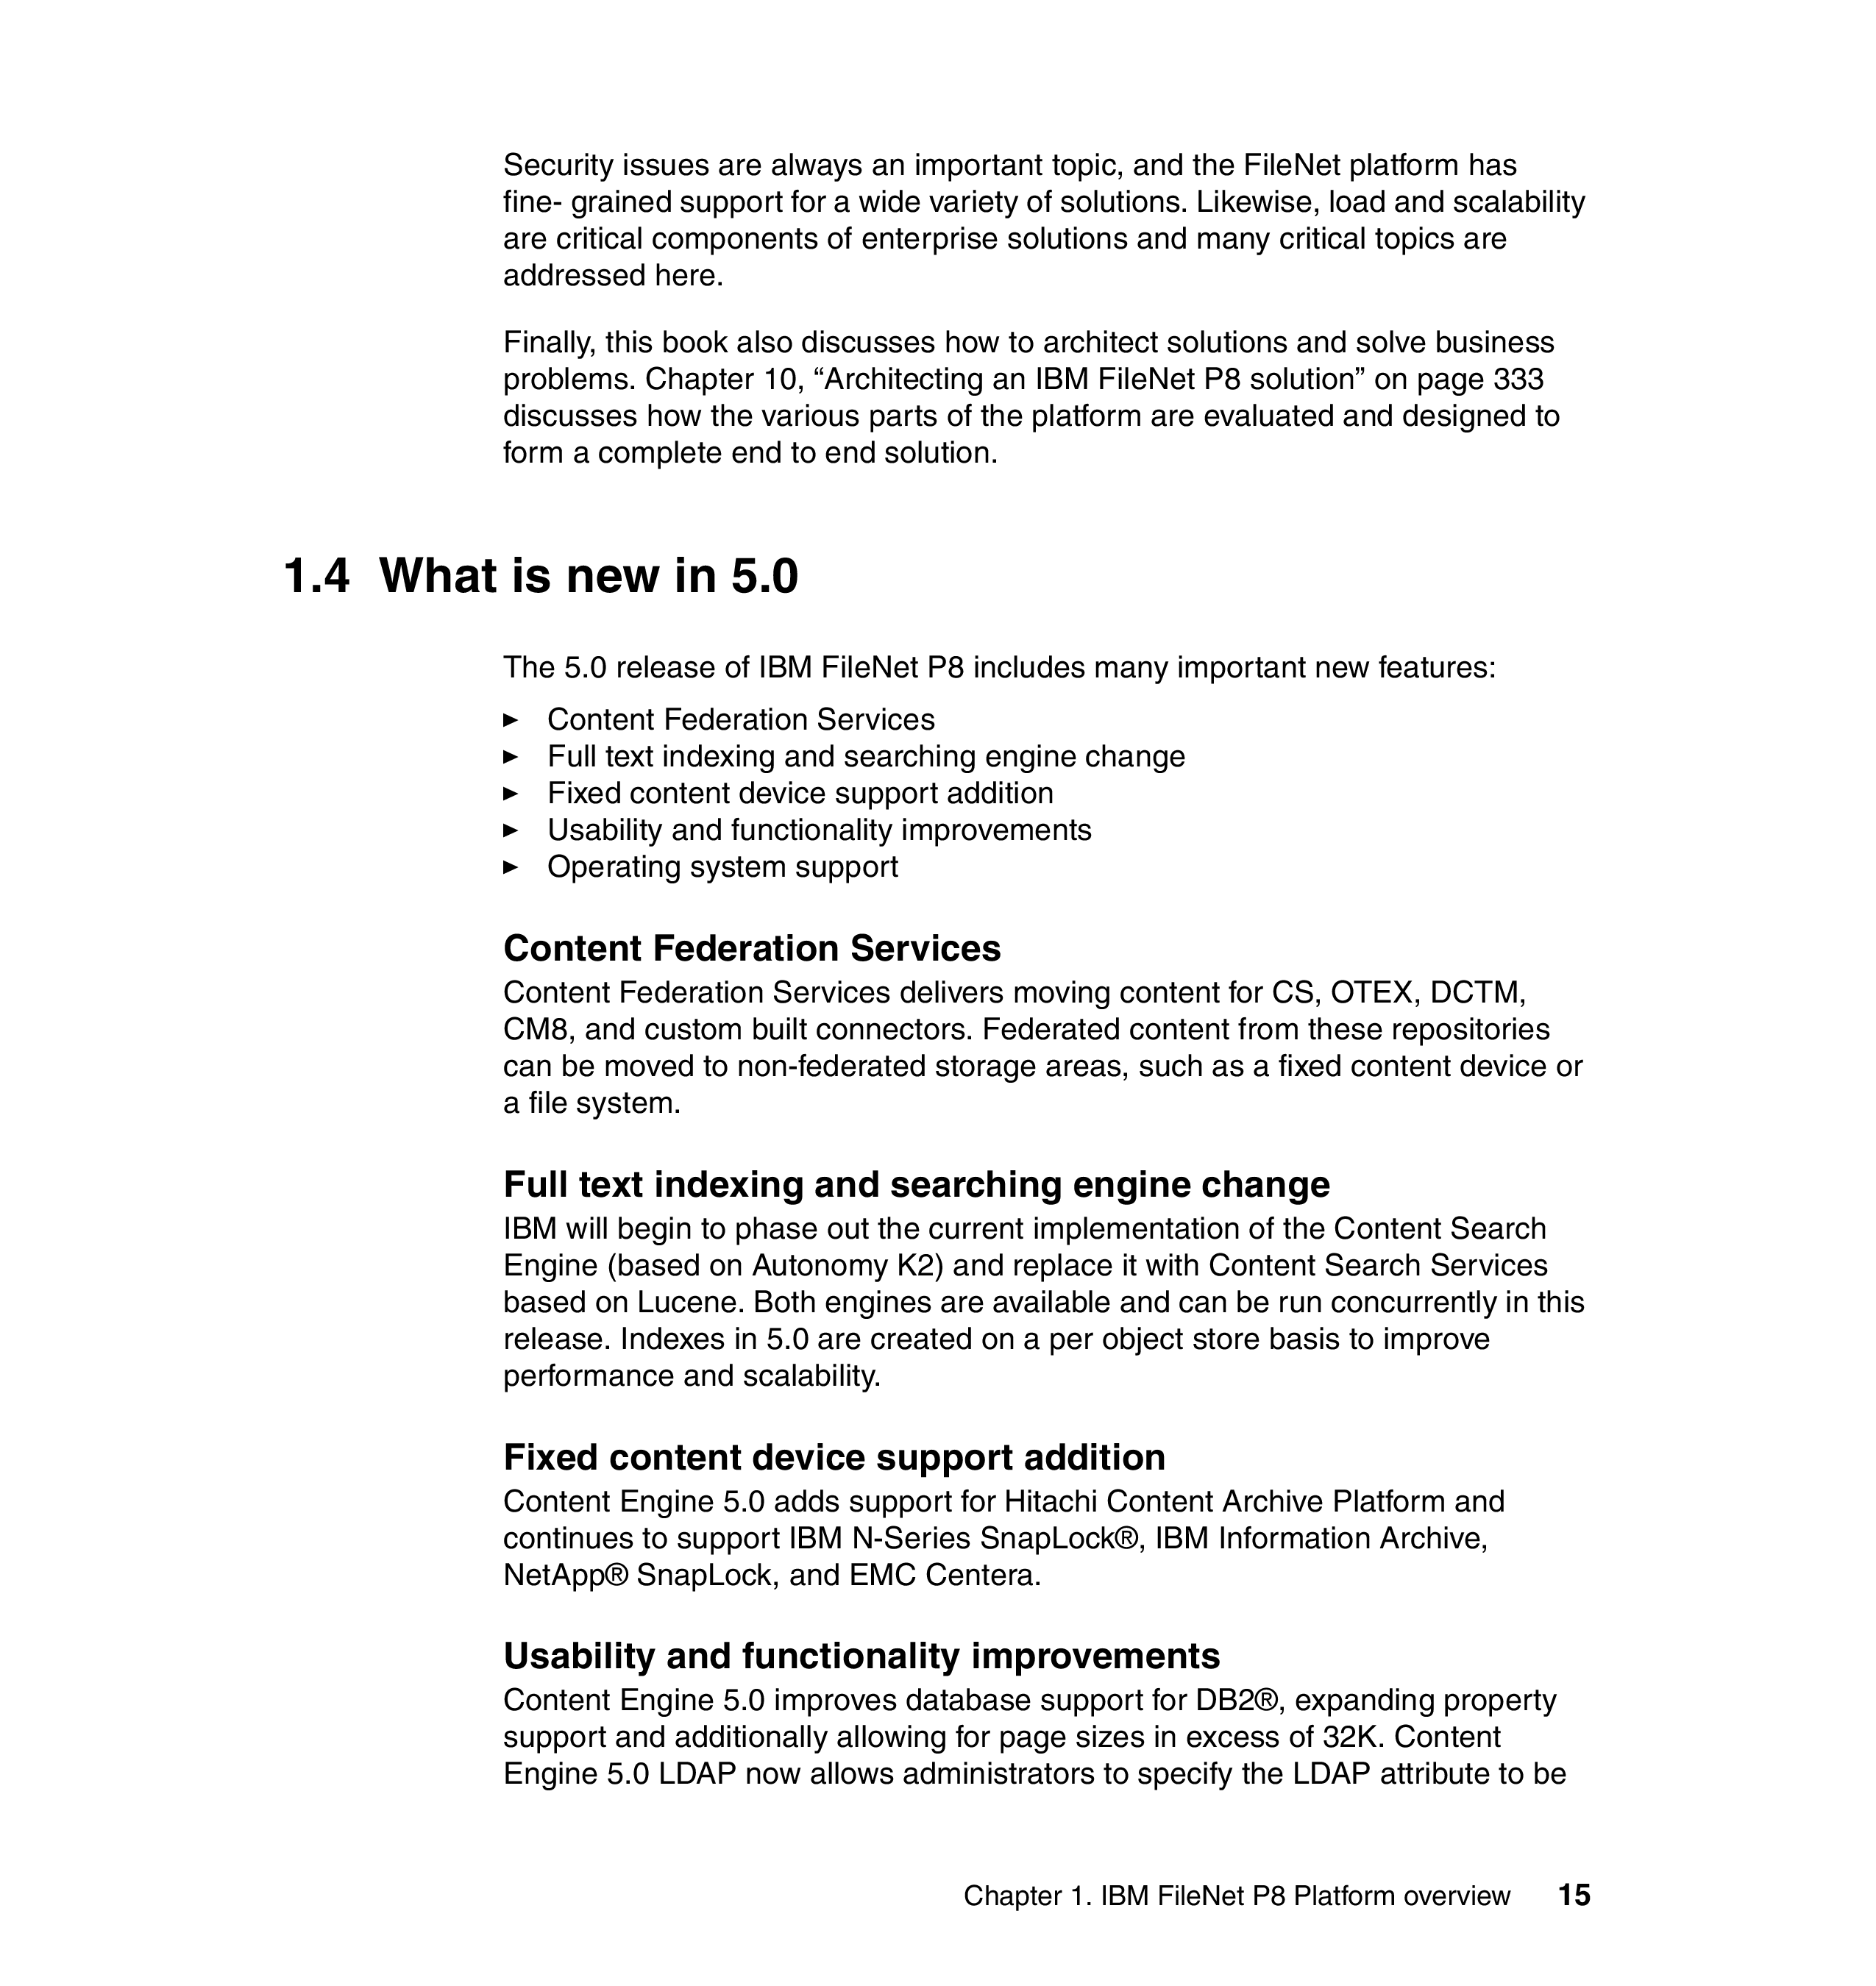 Security issues are always an important topic, and the FileNet platform has
fine- grained support for a wide variety of solutions. Likewise, load and scalability
are critical components of enterprise solutions and many critical topics are
addressed here.
Finally, this book also discusses how to architect solutions and solve business
problems. Chapter 10, “Architecting an IBM FileNet P8 solution” on page 333
discusses how the various parts of the platform are evaluated and designed to
form a complete end to end solution.
1.4 What is new in 5.0
The 5.0 release of IBM FileNet P8 includes many important new features:
► Content Federation Services
► Full text indexing and searching engine change
► Fixed content device support addition
► Usability and functionality improvements
► Operating system support
Content Federation Services
Content Federation Services delivers moving content for CS, OTEX, DCTM,
CM8, and custom built connectors. Federated content from these repositories
can be moved to non-federated storage areas, such as a fixed content device or
a file system.
Full text indexing and searching engine change
IBM will begin to phase out the current implementation of the Content Search
Engine (based on Autonomy K2) and replace it with Content Search Services
based on Lucene. Both engines are available and can be run concurrently in this
release. Indexes in 5.0 are created on a per object store basis to improve
performance and scalability.
Fixed content device support addition
Content Engine 5.0 adds support for Hitachi Content Archive Platform and
continues to support IBM N-Series SnapLock®, IBM Information Archive,
NetApp® SnapLock, and EMC Centera.
Usability and functionality improvements
Content Engine 5.0 improves database support for DB2®, expanding property
support and additionally allowing for page sizes in excess of 32K. Content
Engine 5.0 LDAP now allows administrators to specify the LDAP attribute to be
Chapter 1. IBM FileNet P8 Platform overview 15